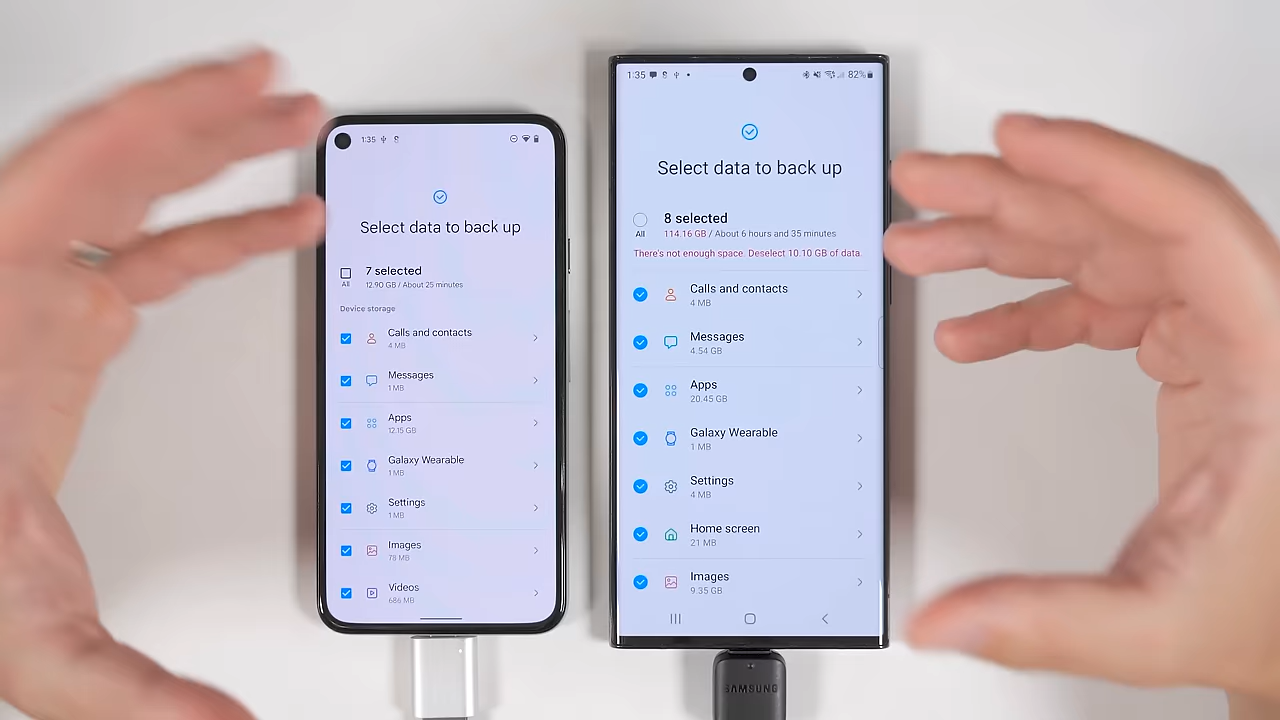 1:35
Select data to back up
7 selected
All
12.90 GB / About 25 minutes
Device storage
Calls and contacts
4 MB
Messages
1 MB
Apps
12.15 GB
Galaxy Wearable
1 MB
Settings
1 MB
Images
78 MB
Videos
686 MB
1:35
82%
Select data to back up
8 selected
All
114.16 GB / About 6 hours and 35 minutes
There's not enough space. Deselect 10.10 GB of data.
Calls and contacts
4 MB
Messages
4.54 GB
Apps
20.45 GB
Galaxy Wearable
1 MB
Settings
4 MB
Home screen
21 MB
Images
9.35 GB
SAMSUNG